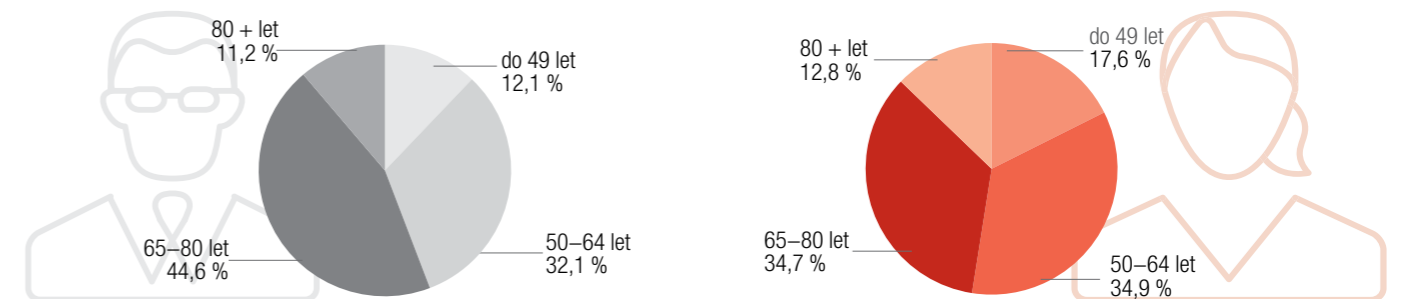 80 + let
11,2 %
do 49 let
12,1 %
65–80 let
44,6 %
50–64 let
32,1 %
80 + let
12,8 %
do 49 let
17,6 %
65–80 let
34,7 %
50–64 let
34,9 %